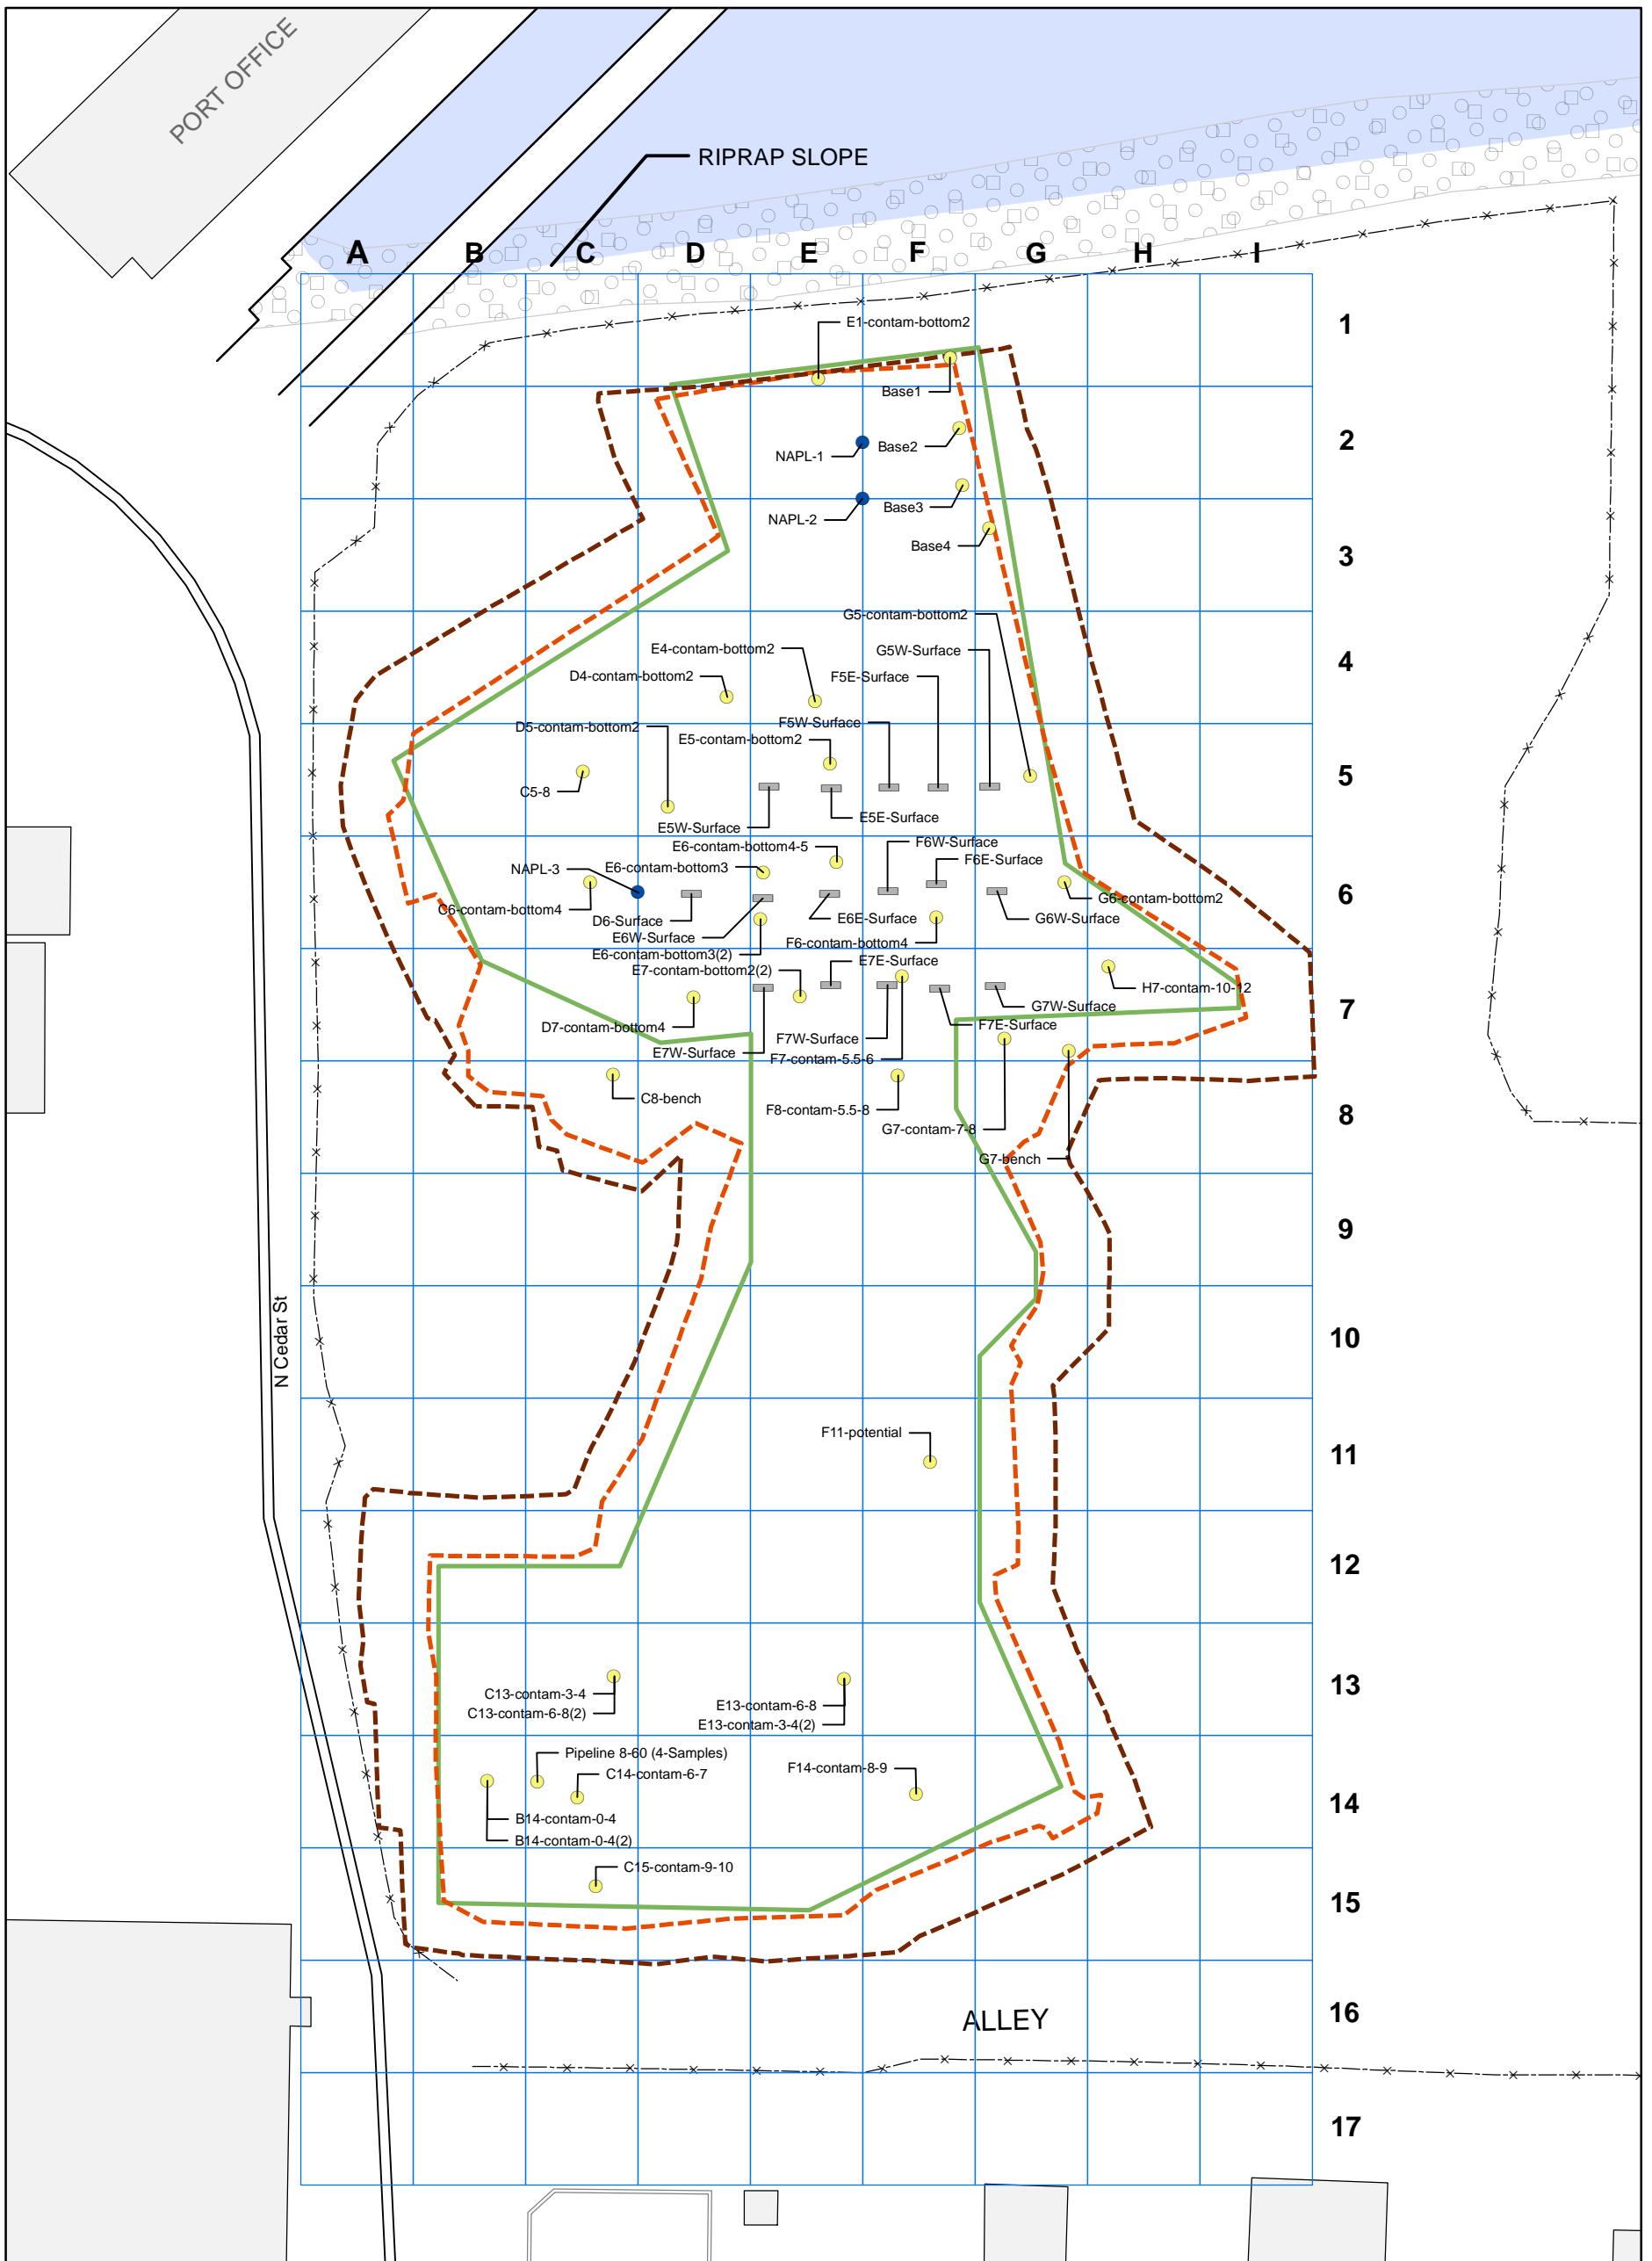 PORT OFFICE
RIPRAP SLOPE
A
B
C
D
E
F
G
H
I
1
E1-contam-bottom2
Base1
2
Base2
NAPL-1
Base3
NAPL-2
Base4
3
G5-contam-bottom2
E4-contam-bottom2
G5W-Surface
4
D4-contam-bottom2
F5E-Surface
F5W-Surface
D5-contam-bottom2
E5-contam-bottom2
5
C5-8
E5E-Surface
E5W-Surface
F6W-Surface
E6-contam-bottom4-5
F6E-Surface
NAPL-3
E6-contam-bottom3
6
G6-contam-bottom2
C6-contam-bottom4
D6-Surface
E6E-Surface
G6W-Surface
E6W-Surface
F6-contam-bottom4
E6-contam-bottom3(2)
E7E-Surface
E7-contam-bottom2(2)
H7-contam-10-12
G7W-Surface
7
D7-contam-bottom4
F7E-Surface
F7W-Surface
E7W-Surface
F7-contam-5.5-6
C8-bench
F8-contam-5.5-8
8
G7-contam-7-8
G7-bench
9
N Cedar St
10
F11-potential
11
12
13
C13-contam-3-4
E13-contam-6-8
C13-contam-6-8(2)
E13-contam-3-4(2)
Pipeline 8-60 (4-Samples)
F14-contam-8-9
C14-contam-6-7
14
B14-contam-0-4
B14-contam-0-4(2)
C15-contam-9-10
15
16
ALLEY
17